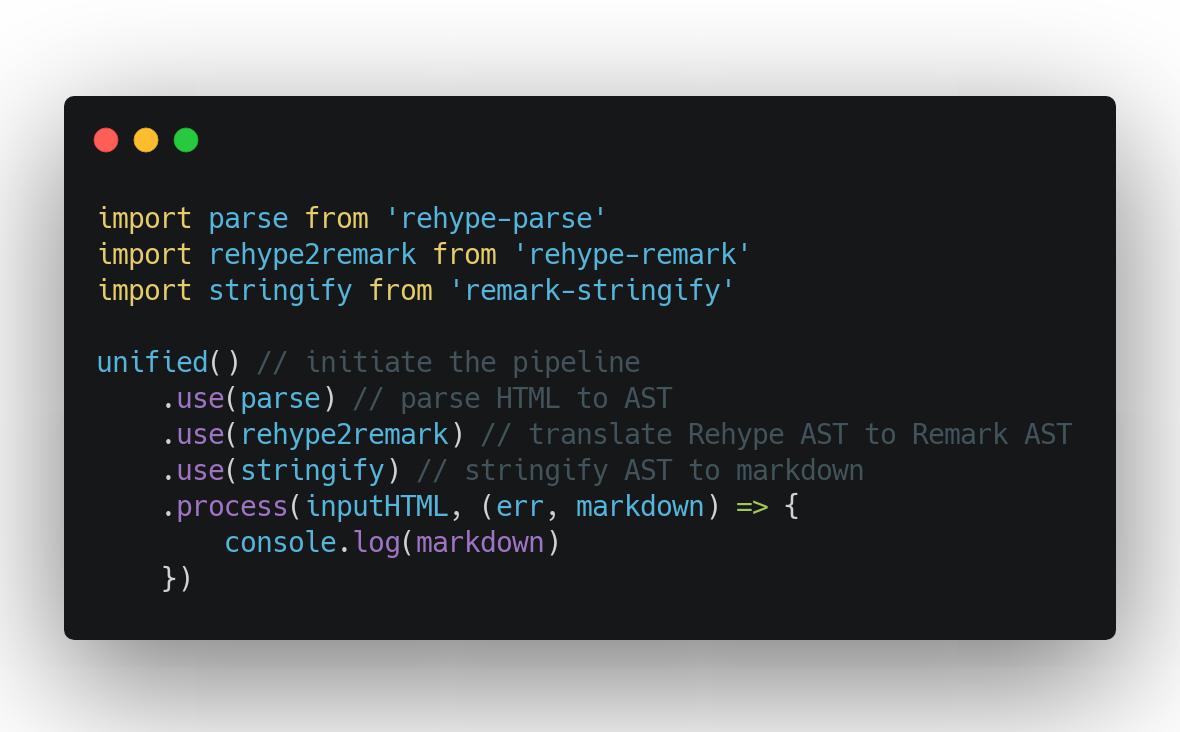 import parse from 'rehype-parse'
import rehype2remark from 'rehype-remark'
import stringify from 'remark-stringify'

unified() // initiate the pipeline
    .use(parse) // parse HTML to AST
    .use(rehype2remark) // translate Rehype AST to Remark AST
    .use(stringify) // stringify AST to markdown
    .process(inputHTML, (err, markdown) => {
        console.log(markdown)
    })